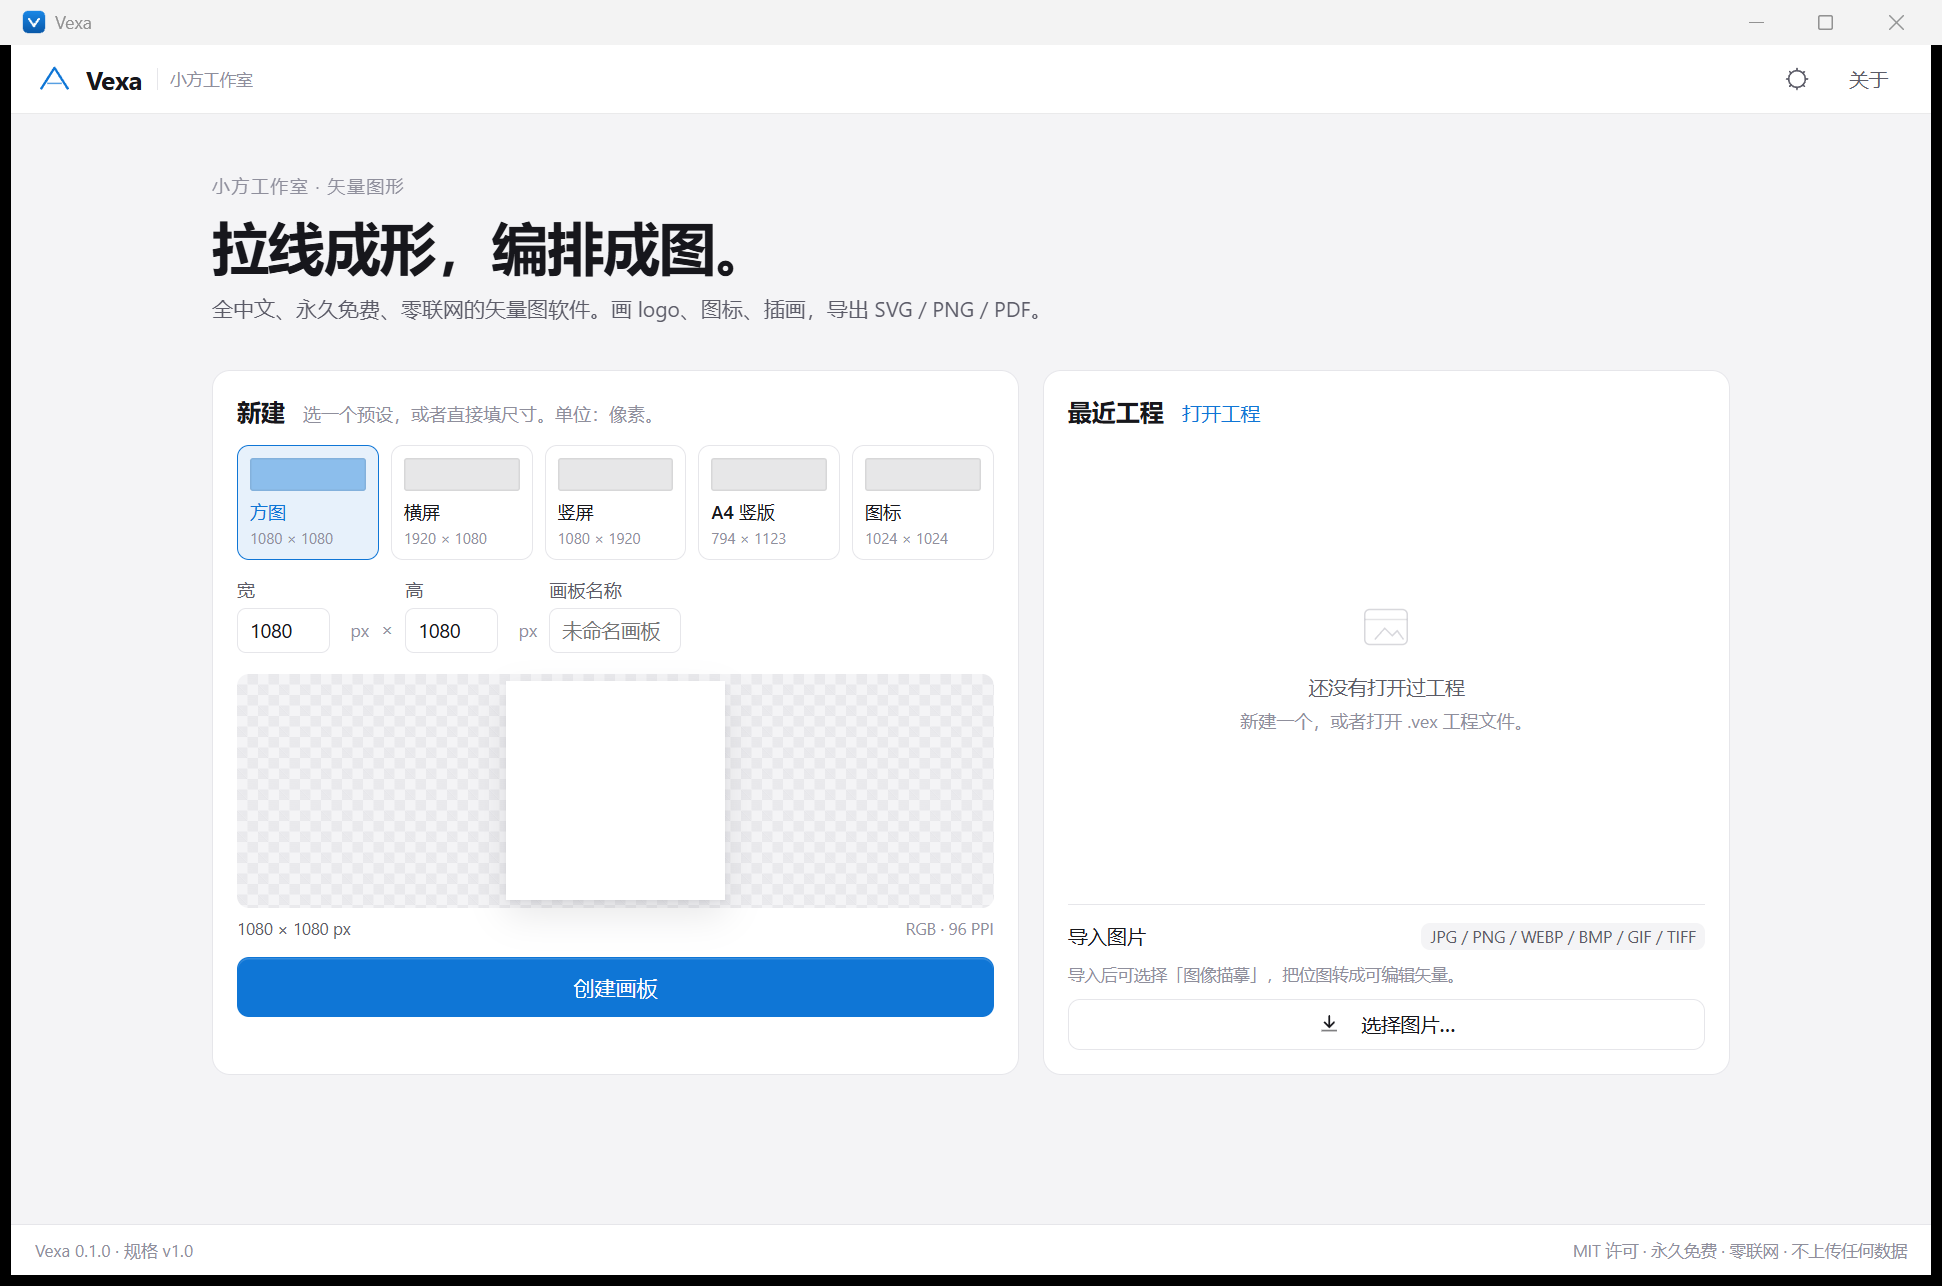 Vexa
Vexa 小方工作室 关于
小方工作室 · 矢量图形
拉线成形，编排成图。
全中文、永久免费、零联网的矢量图软件。画 logo、图标、插画，导出 SVG / PNG / PDF。
新建 选一个预设，或者直接填尺寸。单位：像素。
方图
1080 × 1080
横屏
1920 × 1080
竖屏
1080 × 1920
A4 竖版
794 × 1123
图标
1024 × 1024
宽 高 画板名称
1080 px × 1080 px 未命名画板
1080 × 1080 px RGB · 96 PPI
创建画板
最近工程 打开工程
还没有打开过工程
新建一个，或者打开 .vex 工程文件。
导入图片 JPG / PNG / WEBP / BMP / GIF / TIFF
导入后可选择「图像描摹」，把位图转成可编辑矢量。
选择图片...
Vexa 0.1.0 · 规格 v1.0 MIT 许可 · 永久免费 · 零联网 · 不上传任何数据